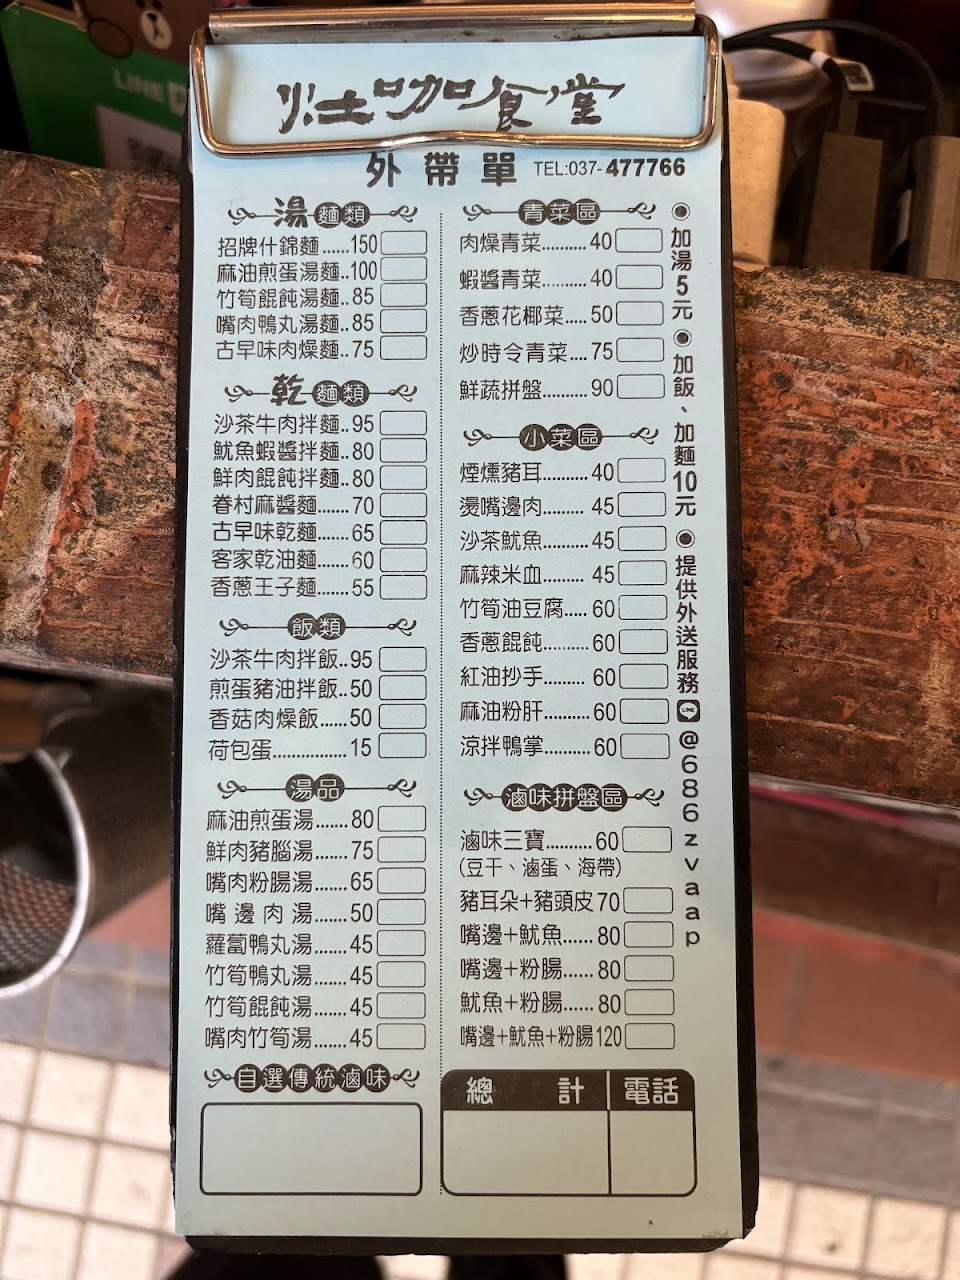 LINE
灶咖食堂
外帶單 TEL:037-477766
湯麵類
招牌什錦麵......150
麻油煎蛋湯麵..100
竹筍餛飩湯麵..85
嘴肉鴨丸湯麵..85
古早味肉燥麵..75
乾麵類
沙茶牛肉拌麵..95
魷魚蝦醬拌麵..80
鮮肉餛飩拌麵..80
眷村麻醬麵.......70
古早味乾麵.......65
客家乾油麵.......60
香蔥王子麵.......55
飯類
沙茶牛肉拌飯..95
煎蛋豬油拌飯..50
香菇肉燥飯.......50
荷包蛋...............15
湯品
麻油煎蛋湯.......80
鮮肉豬腦湯.......75
嘴肉粉腸湯.......65
嘴邊肉湯.......50
蘿蔔鴨丸湯.......45
竹筍鴨丸湯.......45
竹筍餛飩湯.......45
嘴肉竹筍湯.......45
自選傳統滷味
青菜區
肉燥青菜..........40
蝦醬青菜..........40
香蔥花椰菜.....50
炒時令青菜....75
鮮蔬拼盤..........90
小菜區
煙燻豬耳..........40
燙嘴邊肉..........45
沙茶魷魚..........45
麻辣米血.........45
竹筍油豆腐.....60
香蔥餛飩..........60
紅油抄手.........60
麻油粉肝..........60
涼拌鴨掌..........60
滷味拼盤區
滷味三寶..........60
(豆干、滷蛋、海帶)
豬耳朵+豬頭皮70
嘴邊+魷魚......80
嘴邊+粉腸......80
魷魚+粉腸......80
嘴邊+魷魚+粉腸120
總計 電話
◉加湯5元◉加飯、加麵10元◉提供外送服務 LINE @686zvaap